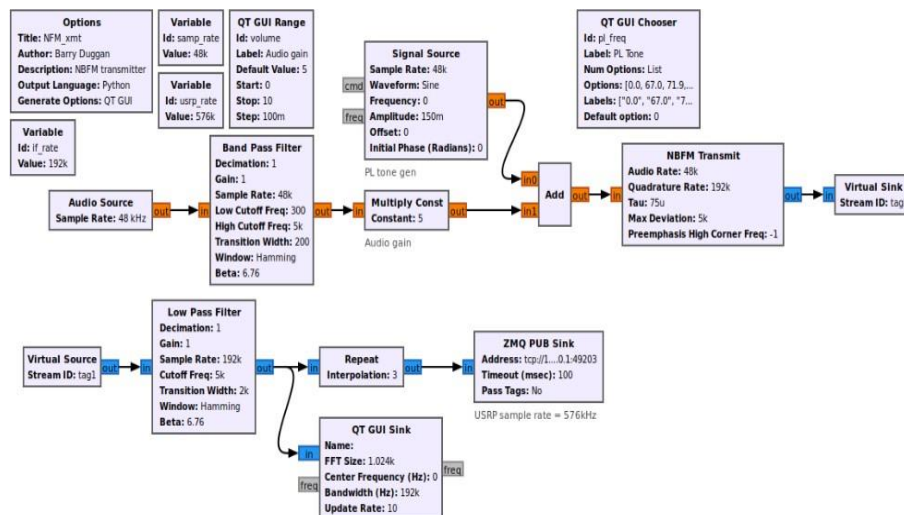 Options
Title: NFM_xmt
Author: Barry Duggan
Description: NBFM transmitter
Output Language: Python
Generate Options: QT GUI
Variable
Id: samp_rate
Value: 48k
Variable
Id: usrp_rate
Value: 576k
QT GUI Range
Id: volume
Label: Audio gain
Default Value: 5
Start: 0
Stop: 10
Step: 100m
Signal Source
Sample Rate: 48k
Waveform: Sine
Frequency: 0
Amplitude: 150m
Offset: 0
Initial Phase (Radians): 0
cmd
freq
out
PL tone gen
QT GUI Chooser
Id: pl_freq
Label: PL Tone
Num Options: List
Options: [0.0, 67.0, 71.9,...
Labels: ["0.0", "67.0", "7...
Default option: 0
Variable
Id: if_rate
Value: 192k
Audio Source
Sample Rate: 48 kHz
out
in
Band Pass Filter
Decimation: 1
Gain: 1
Sample Rate: 48k
Low Cutoff Freq: 300
High Cutoff Freq: 5k
Transition Width: 200
Window: Hamming
Beta: 6.76
out
in
Multiply Const
Constant: 5
out
Audio gain
in0
in1
Add
out
in
NBFM Transmit
Audio Rate: 48k
Quadrature Rate: 192k
Tau: 75u
Max Deviation: 5k
Preemphasis High Corner Freq: -1
out
in
Virtual Sink
Stream ID: tag
Virtual Source
Stream ID: tag1
out
in
Low Pass Filter
Decimation: 1
Gain: 1
Sample Rate: 192k
Cutoff Freq: 5k
Transition Width: 2k
Window: Hamming
Beta: 6.76
out
in
Repeat
Interpolation: 3
out
in
ZMQ PUB Sink
Address: tcp://1....0.1:49203
Timeout (msec): 100
Pass Tags: No
USRP sample rate = 576kHz
in
freq
QT GUI Sink
Name:
FFT Size: 1.024k
Center Frequency (Hz): 0
Bandwidth (Hz): 192k
Update Rate: 10
freq